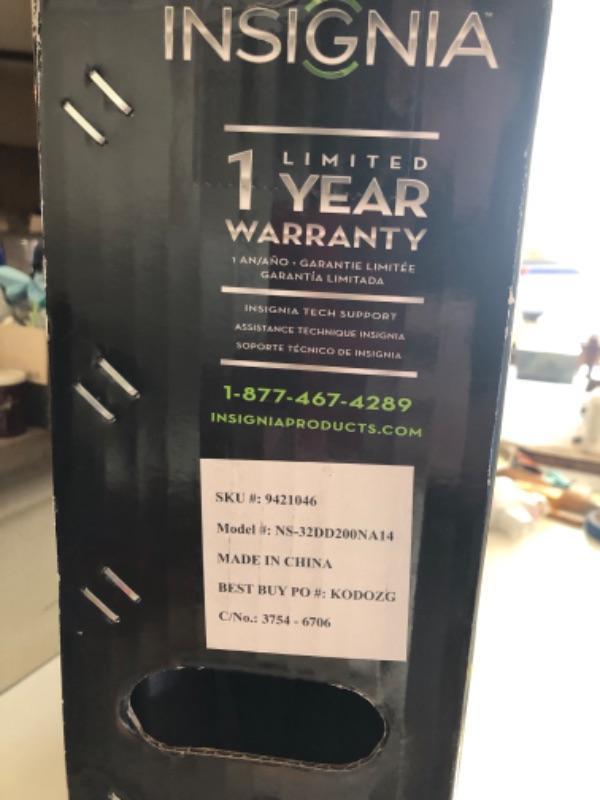 INSIGNIA™
1 LIMITED
YEAR
WARRANTY
1 AN/AÑO · GARANTIE LIMITÉE
GARANTÍA LIMITADA
INSIGNIA TECH SUPPORT
ASSISTANCE TECHNIQUE INSIGNIA
SOPORTE TÉCNICO DE INSIGNIA
1-877-467-4289
INSIGNIAPRODUCTS.COM
SKU #: 9421046
Model #: NS-32DD200NA14
MADE IN CHINA
BEST BUY PO #: KODOZG
C/No.: 3754 - 6706